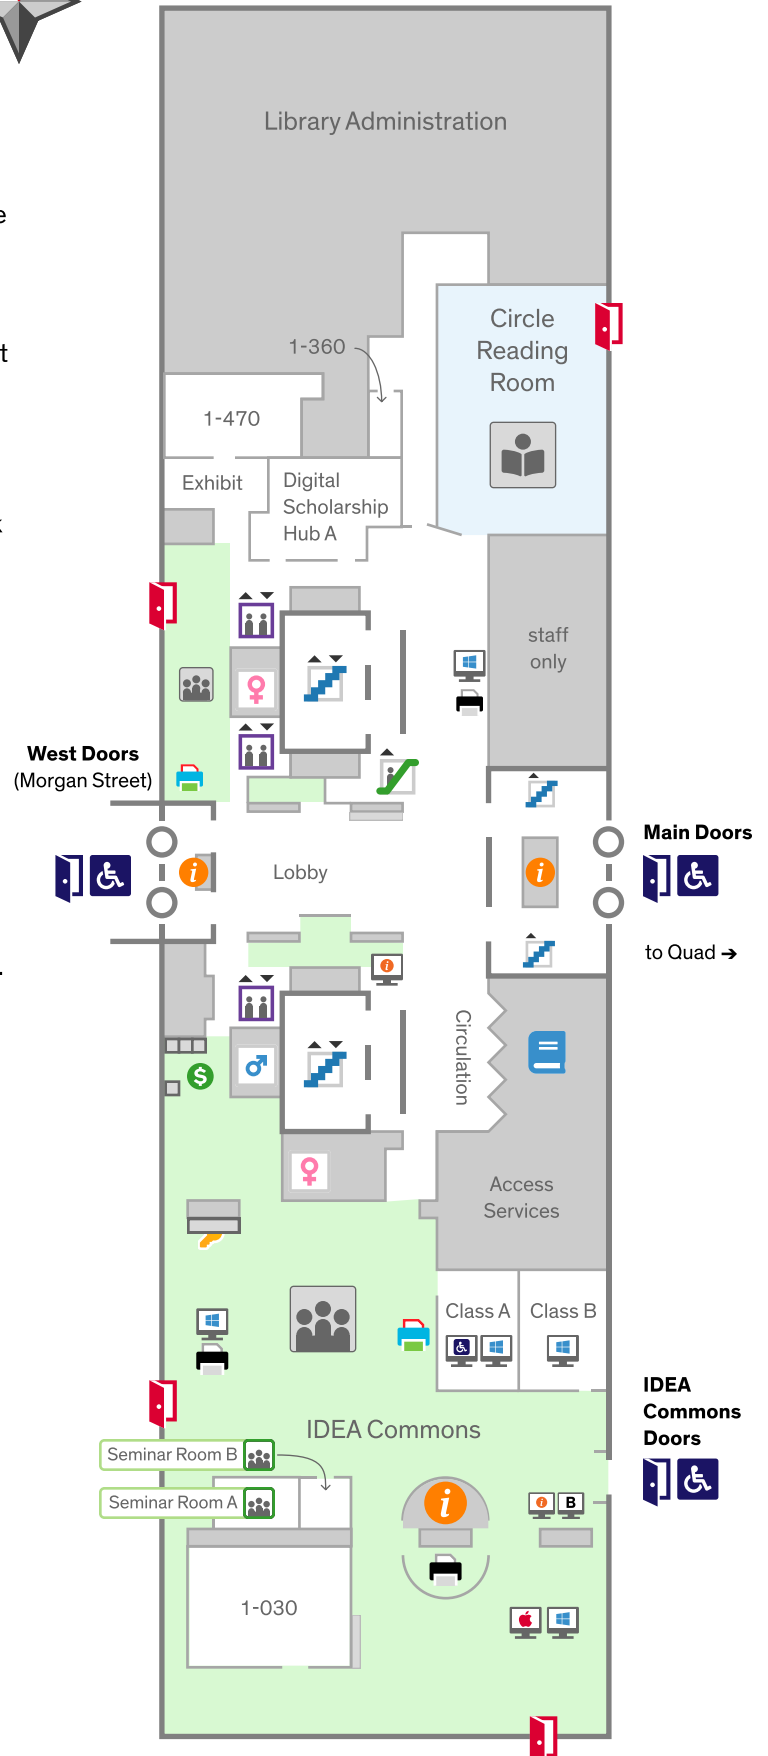 Library Administration
e
Circle
Reading
Room
1-360
t
1-470
Exhibit
Digital
Scholarship
Hub A
staff
only
West Doors
(Morgan Street)
i
Lobby
i
Main Doors
to Quad ➔
i
Circulation
$
Access
Services
Class A
Class B
IDEA
Commons
Doors
IDEA Commons
Seminar Room B
Seminar Room A
i
i
B
1-030